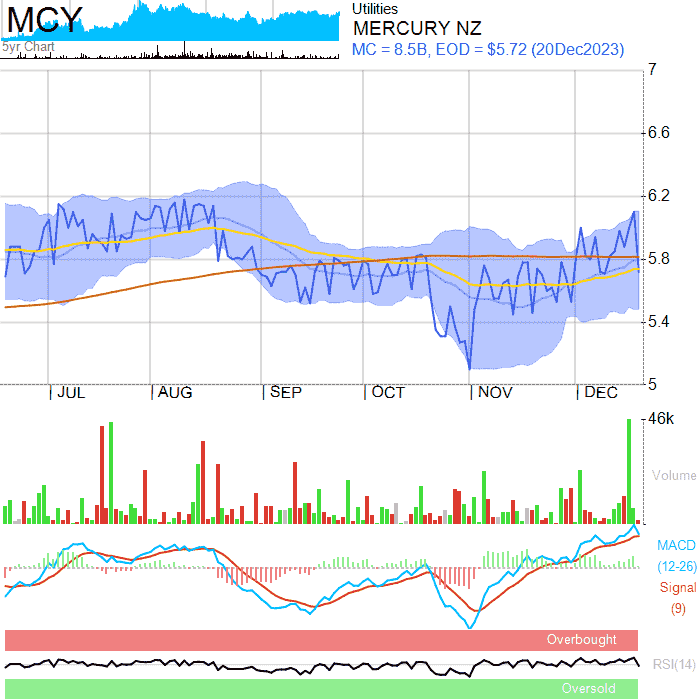 MCY
Utilities
MERCURY NZ
5yr Chart
MC = 8.5B, EOD = $5.72 (20Dec2023)
7
6.6
6.2
5.8
5.4
5
JUL AUG SEP OCT NOV DEC
46k
Volume
MACD
(12-26)
Signal
(9)
Overbought
RSI(14)
Oversold